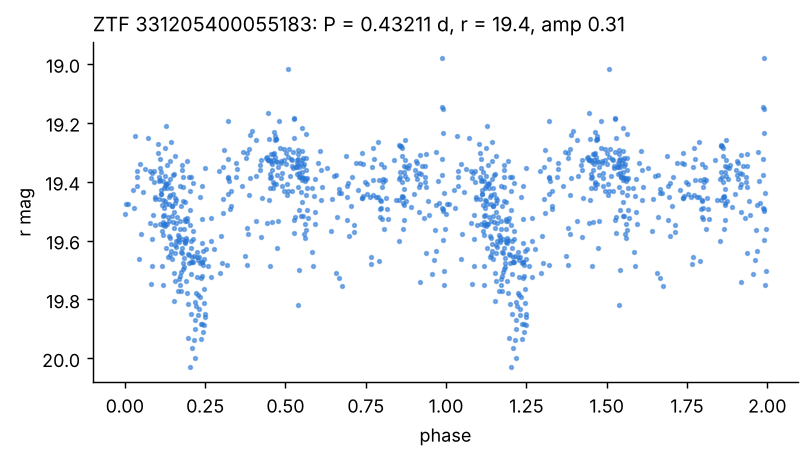 ZTF 331205400055183: P = 0.43211 d, r = 19.4, amp 0.31
19.0
19.2
19.4
19.6
19.8
20.0
r mag
0.00 0.25 0.50 0.75 1.00 1.25 1.50 1.75 2.00
phase